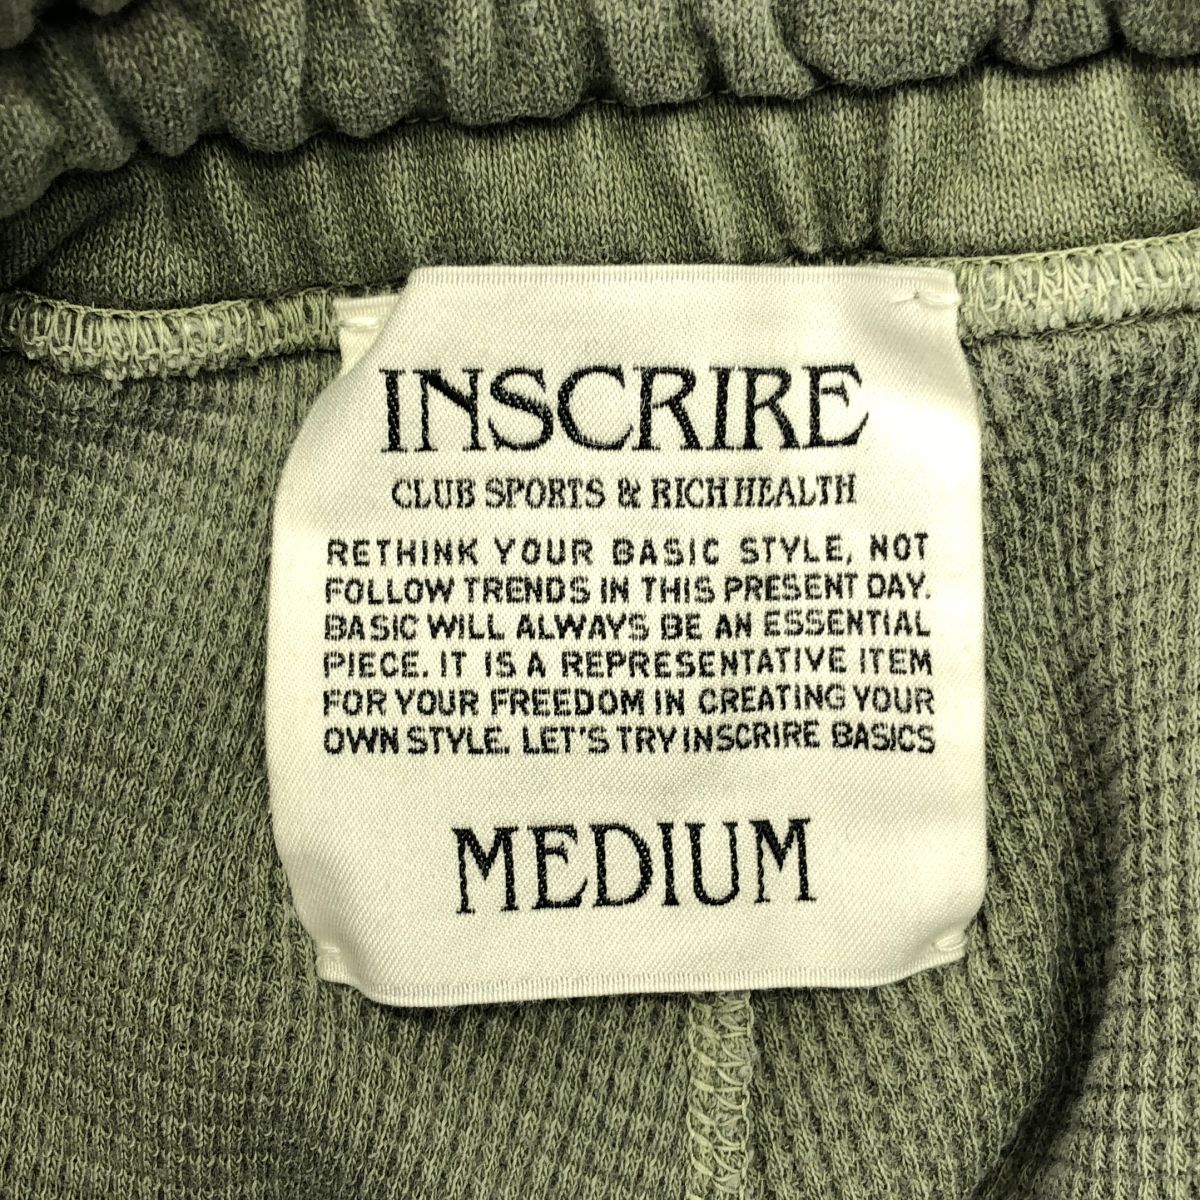 INSCRIRE
CLUB SPORTS & RICH HEALTH
RETHINK YOUR BASIC STYLE, NOT
FOLLOW TRENDS IN THIS PRESENT DAY.
BASIC WILL ALWAYS BE AN ESSENTIAL
PIECE. IT IS A REPRESENTATIVE ITEM
FOR YOUR FREEDOM IN CREATING YOUR
OWN STYLE. LET'S TRY INSCRIRE BASICS
MEDIUM